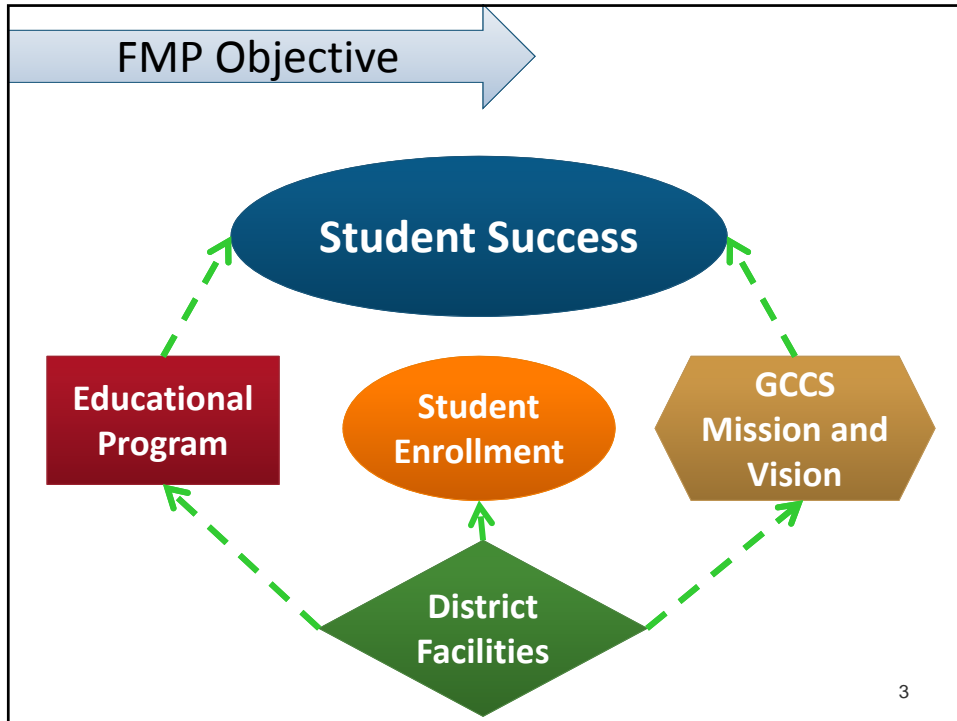 FMP Objective
Student Success
Educational
Program
Student
Enrollment
GCCS
Mission and
Vision
District
Facilities
3